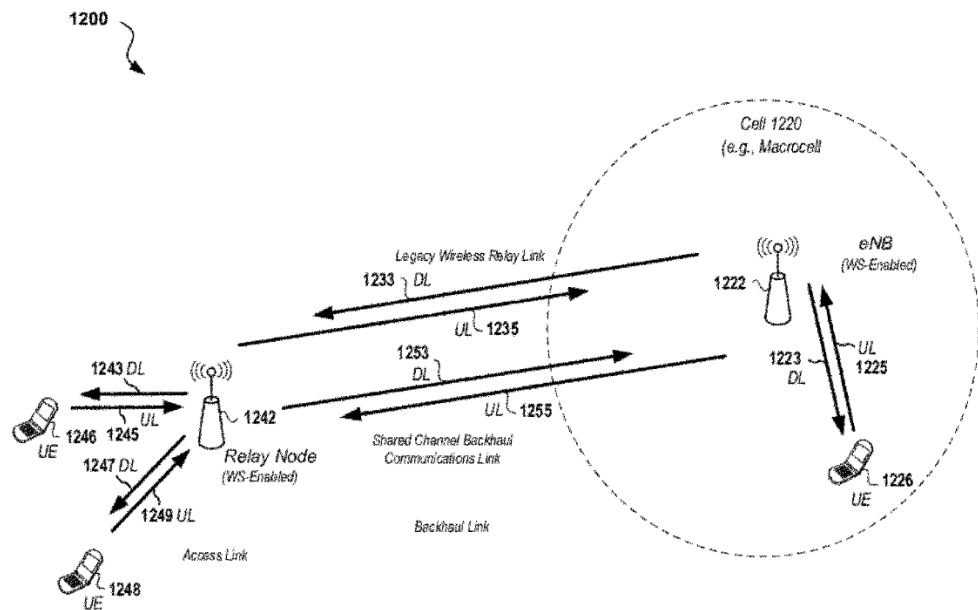 1200
Cell 1220
(e.g., Macrocell
Legacy Wireless Relay Link
eNB
(WS-Enabled)
1233 DL
1222
UL 1235
1253
DL
UL
1225
1223
DL
1243 DL
UL 1255
1242
1246
UE
1245
UL
Shared Channel Backhaul
Communications Link
Relay Node
(WS-Enabled)
1247 DL
1226
UE
1249 UL
Backhaul Link
Access Link
1248
UE